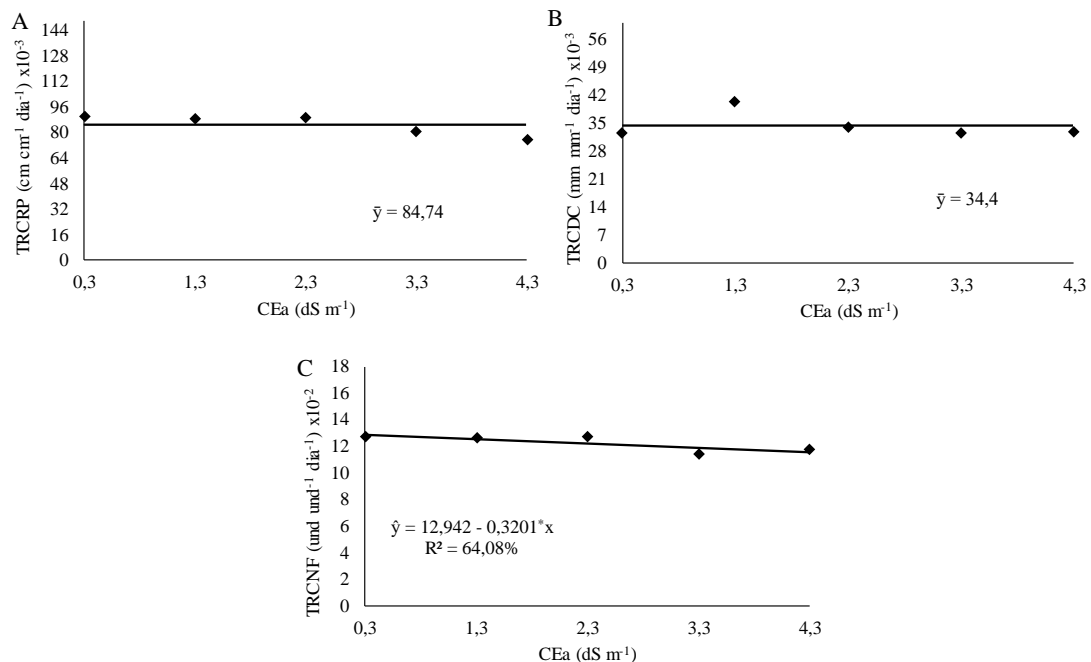 A
TRCRP (cm cm⁻¹ dia⁻¹) x10⁻³
144
128
112
96
80
64
48
32
16
0
ȳ = 84,74
0,3 1,3 2,3 3,3 4,3
CEa (dS m⁻¹)
B
TRCDC (mm mm⁻¹ dia⁻¹) x10⁻³
56
49
42
35
28
21
14
7
0
ȳ = 34,4
0,3 1,3 2,3 3,3 4,3
CEa (dS m⁻¹)
C
TRCNF (und und⁻¹ dia⁻¹) x10⁻²
18
16
14
12
10
8
6
4
2
0
ŷ = 12,942 - 0,3201*x
R² = 64,08%
0,3 1,3 2,3 3,3 4,3
CEa (dS m⁻¹)